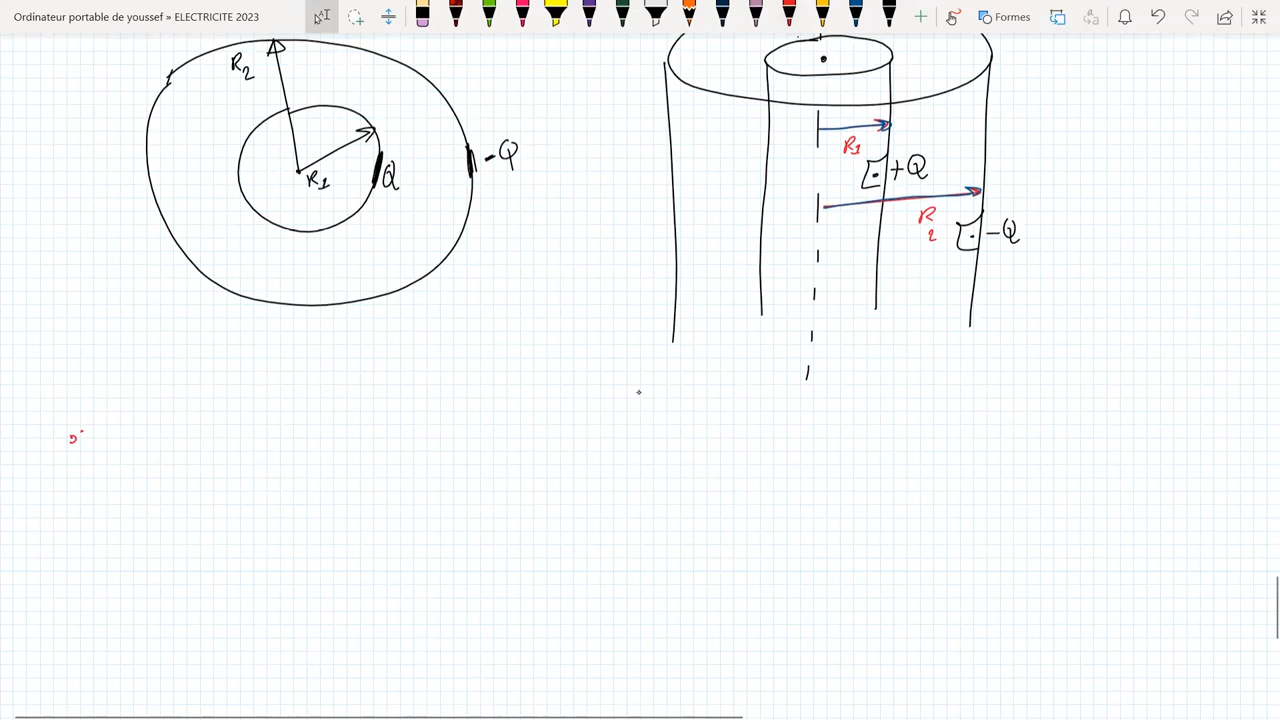 Ordinateur portable de youssef » ELECTRICITE 2023
Formes
R2
R1
Q
-Q
R1
+Q
R2
-Q